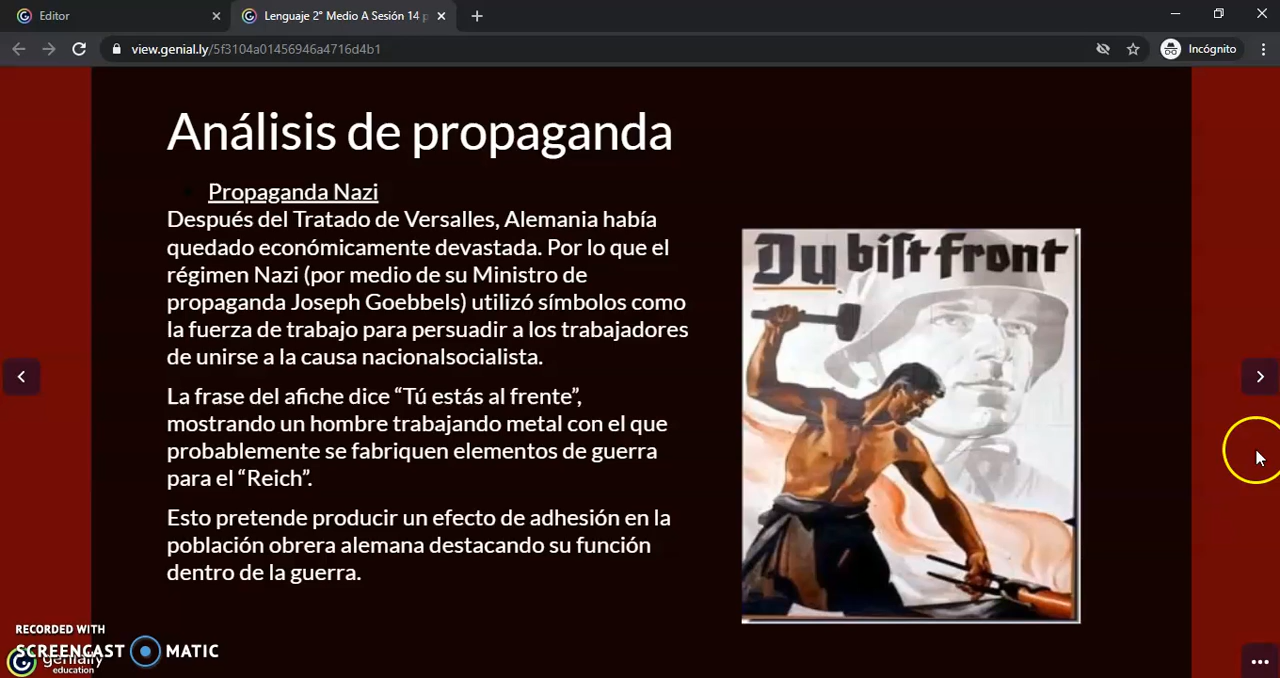 Editor
Lenguaje 2° Medio A Sesión 14 p
view.genial.ly/5f3104a01456946a4716d4b1
Incógnito
Análisis de propaganda
Propaganda Nazi
Después del Tratado de Versalles, Alemania había
quedado económicamente devastada. Por lo que el
régimen Nazi (por medio de su Ministro de
propaganda Joseph Goebbels) utilizó símbolos como
la fuerza de trabajo para persuadir a los trabajadores
de unirse a la causa nacionalsocialista.
La frase del afiche dice “Tú estás al frente”,
mostrando un hombre trabajando metal con el que
probablemente se fabriquen elementos de guerra
para el “Reich”.
Esto pretende producir un efecto de adhesión en la
población obrera alemana destacando su función
dentro de la guerra.
Du biſt front
RECORDED WITH
SCREENCAST MATIC
genially
education